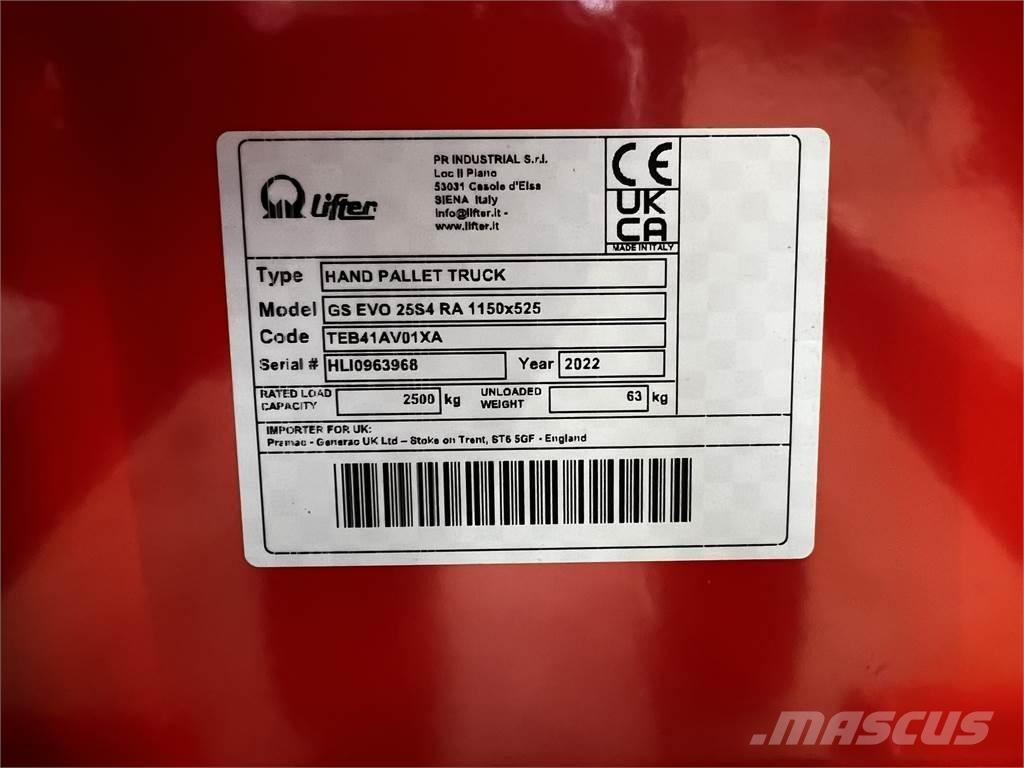 Lifter
PR INDUSTRIAL S.r.l.
Loc Il Piano
53031 Casole d'Elsa
SIENA Italy
info@lifter.it -
www.lifter.it
CE
UK
CA
MADE IN ITALY
Type HAND PALLET TRUCK
Model GS EVO 25S4 RA 1150x525
Code TEB41AV01XA
Serial # HLI0963968 Year 2022
RATED LOAD CAPACITY 2500 kg UNLOADED WEIGHT 63 kg
IMPORTER FOR UK:
Pramac - Generac UK Ltd – Stoke on Trent, ST6 5GF - England
MASCUS